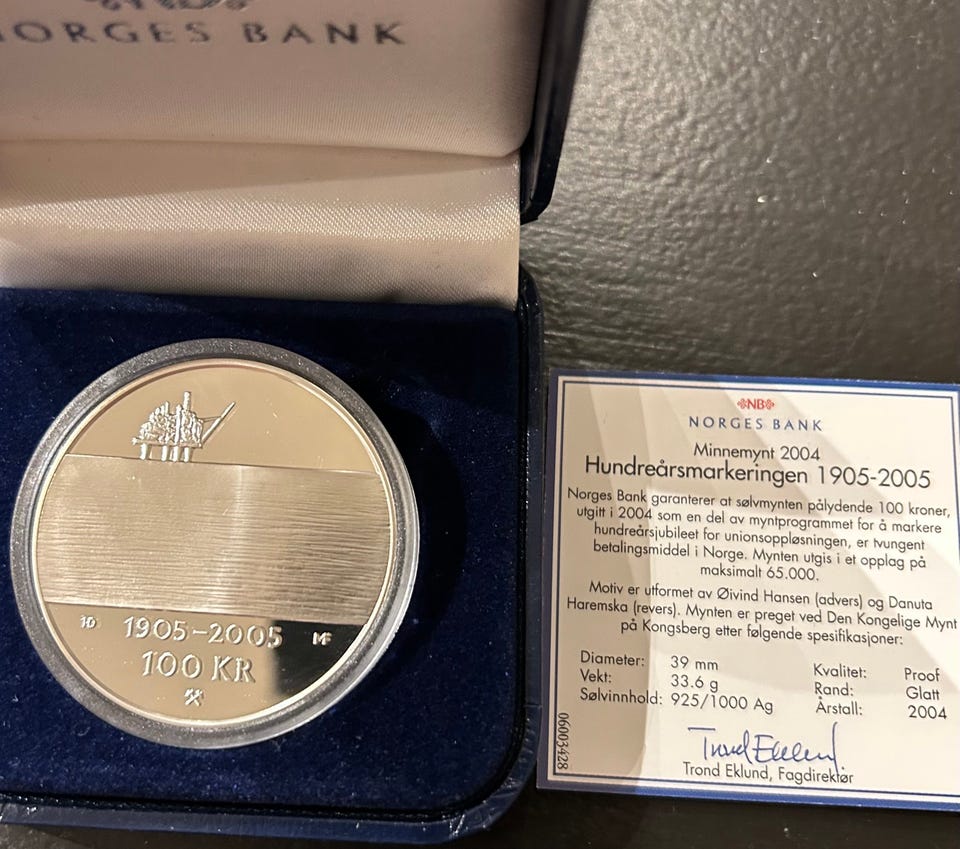 NORGES BANK
1905-2005
100 KR
NB
NORGES BANK
Minnemynt 2004
Hundreårsmarkeringen 1905-2005
Norges Bank garanterer at sølvmynten pålydende 100 kroner,
utgitt i 2004 som en del av myntprogrammet for å markere
hundreårsjubileet for unionsoppløsningen, er tvungent
betalingsmiddel i Norge. Mynten utgis i et opplag på
maksimalt 65.000.
Motiv er utformet av Øivind Hansen (advers) og Danuta
Haremska (revers). Mynten er preget ved Den Kongelige Mynt
på Kongsberg etter følgende spesifikasjoner:
Diameter: 39 mm
Vekt: 33.6 g
Sølvinnhold: 925/1000 Ag
Kvalitet: Proof
Rand: Glatt
Årstall: 2004
Trond Eklund
Trond Eklund, Fagdirektør
06003428